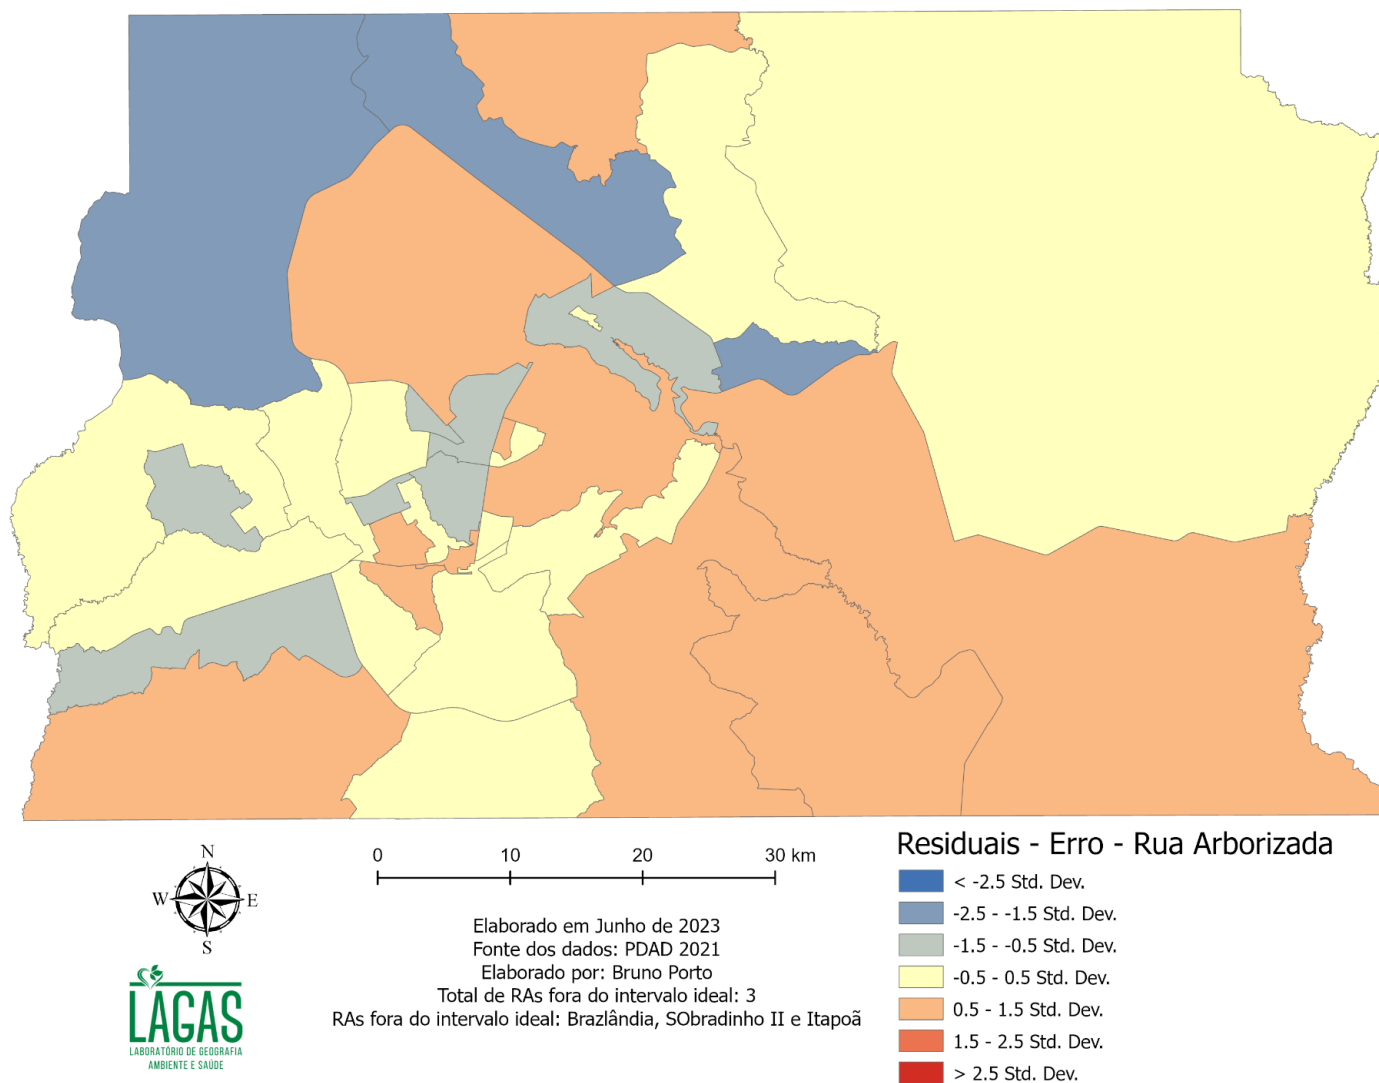 N
W E
S
0 10 20 30 km
Elaborado em Junho de 2023
Fonte dos dados: PDAD 2021
Elaborado por: Bruno Porto
Total de RAs fora do intervalo ideal: 3
RAs fora do intervalo ideal: Brazlândia, SObradinho II e Itapoã
LAGAS
LABORATÓRIO DE GEOGRAFIA
AMBIENTE E SAÚDE
Residuais - Erro - Rua Arborizada
< -2.5 Std. Dev.
-2.5 - -1.5 Std. Dev.
-1.5 - -0.5 Std. Dev.
-0.5 - 0.5 Std. Dev.
0.5 - 1.5 Std. Dev.
1.5 - 2.5 Std. Dev.
> 2.5 Std. Dev.